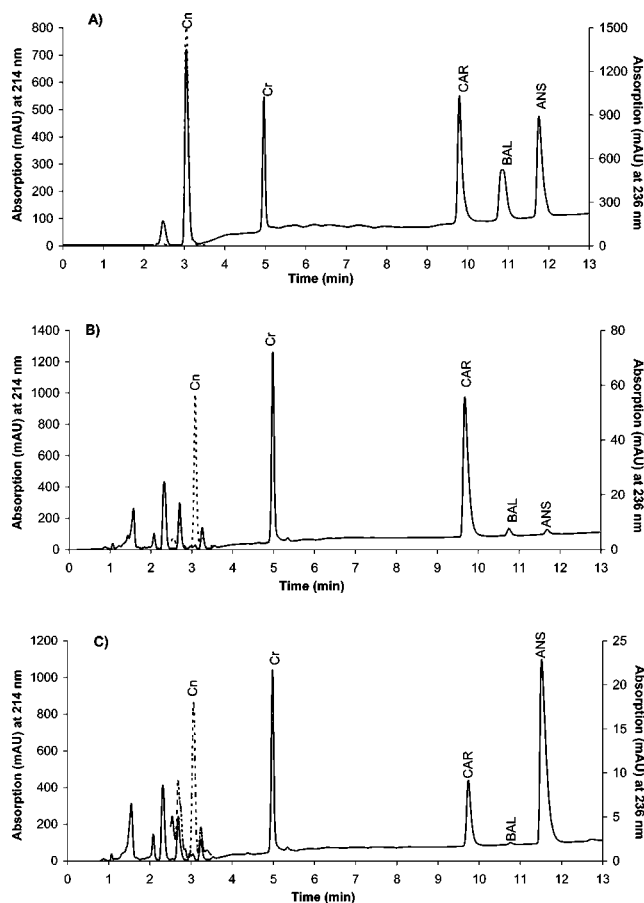 A)
Cn
Cr
CAR
BAL
ANS
Absorption (mAU) at 214 nm
800
700
600
500
400
300
200
100
0
1500
1200
900
600
300
0
Absorption (mAU) at 236 nm
0 1 2 3 4 5 6 7 8 9 10 11 12 13
Time (min)
B)
Cn
Cr
CAR
BAL
ANS
Absorption (mAU) at 214 nm
1400
1200
1000
800
600
400
200
0
80
60
40
20
0
Absorption (mAU) at 236 nm
0 1 2 3 4 5 6 7 8 9 10 11 12 13
Time (min)
C)
Cn
Cr
CAR
BAL
ANS
Absorption (mAU) at 214 nm
1200
1000
800
600
400
200
0
25
20
15
10
5
0
Absorption (mAU) at 236 nm
0 1 2 3 4 5 6 7 8 9 10 11 12 13
Time (min)